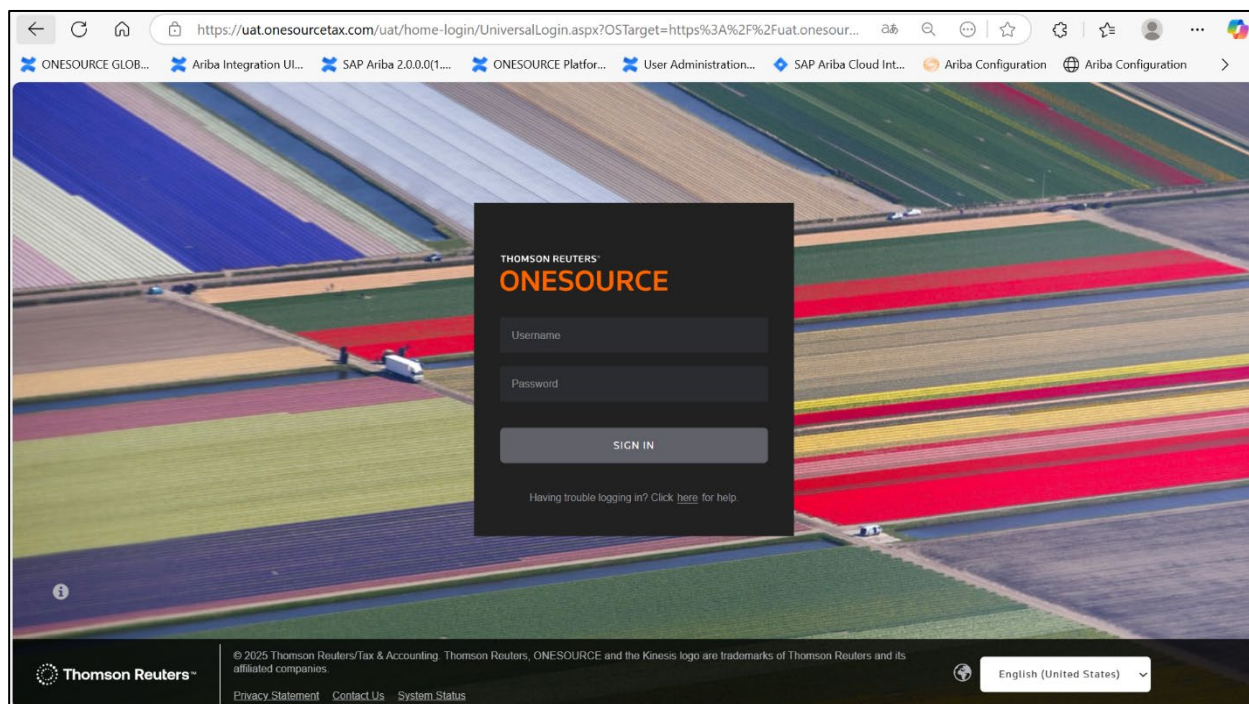 https://uat.onesourcetax.com/uat/home-login/UniversalLogin.aspx?OSTarget=https%3A%2F%2Fuat.onesour...
ONESOURCE GLOB... Ariba Integration UI... SAP Ariba 2.0.0.0(1.... ONESOURCE Platfor... User Administration... SAP Ariba Cloud Int... Ariba Configuration Ariba Configuration
THOMSON REUTERS™
ONESOURCE
Username
Password
SIGN IN
Having trouble logging in? Click here for help.
Thomson Reuters™
© 2025 Thomson Reuters/Tax & Accounting. Thomson Reuters, ONESOURCE and the Kinesis logo are trademarks of Thomson Reuters and its
affiliated companies.
Privacy Statement Contact Us System Status
English (United States)